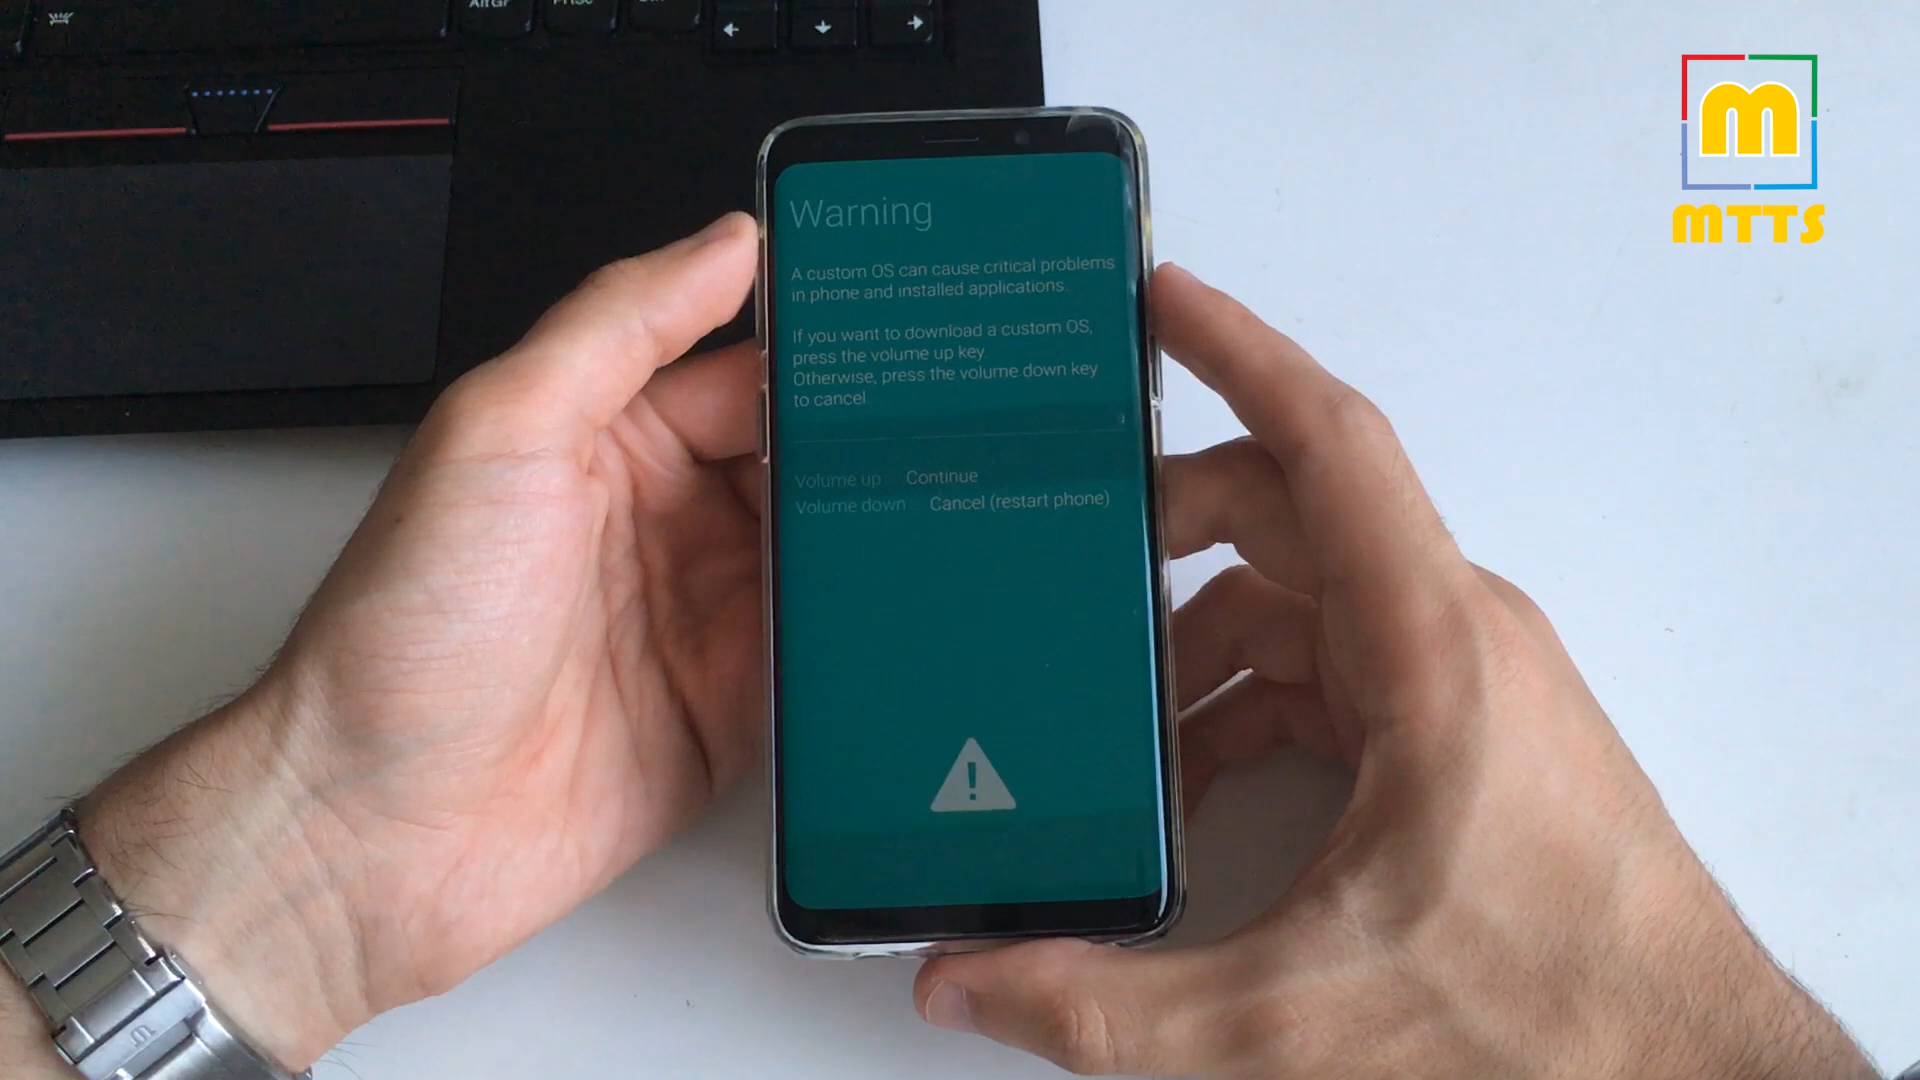 AltGr
PrtSc
m
MTTS
Warning
A custom OS can cause critical problems
in phone and installed applications.
If you want to download a custom OS,
press the volume up key.
Otherwise, press the volume down key
to cancel.
Volume up : Continue
Volume down : Cancel (restart phone)
!